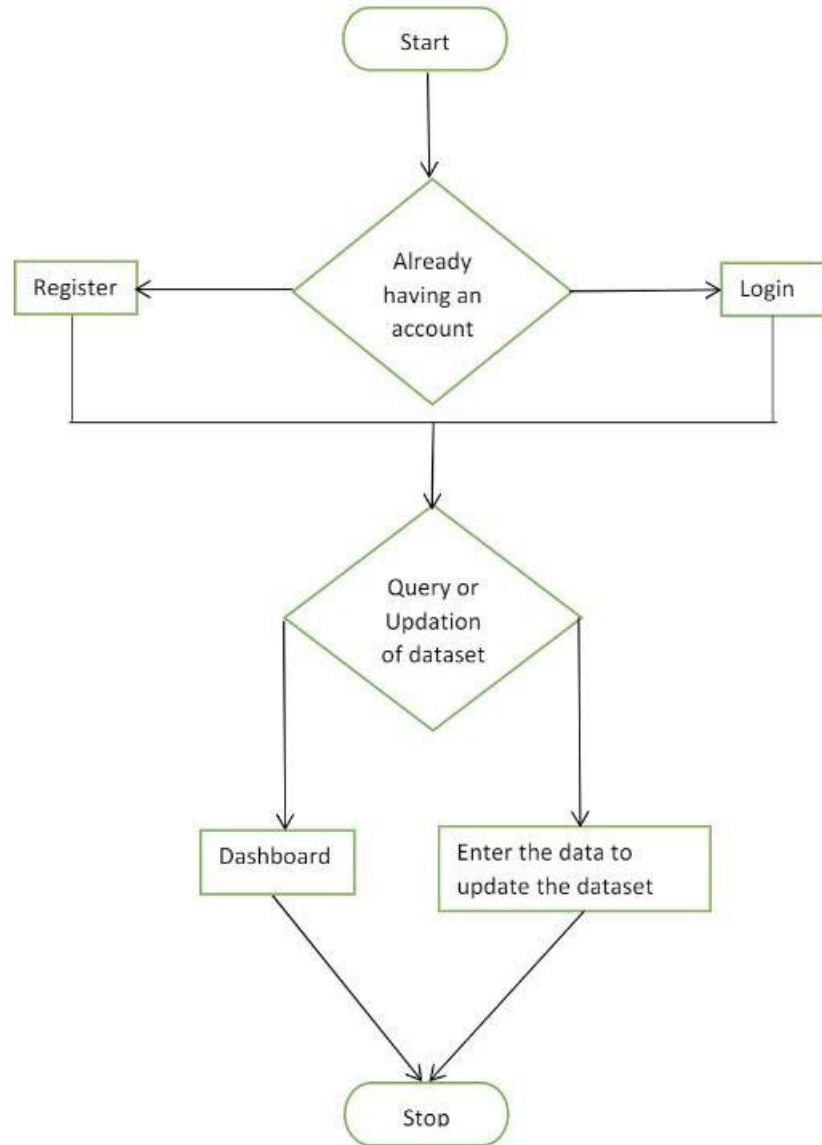 Start
Already
having an
account
Register
Login
Query or
Updation
of dataset
Dashboard
Enter the data to
update the dataset
Stop